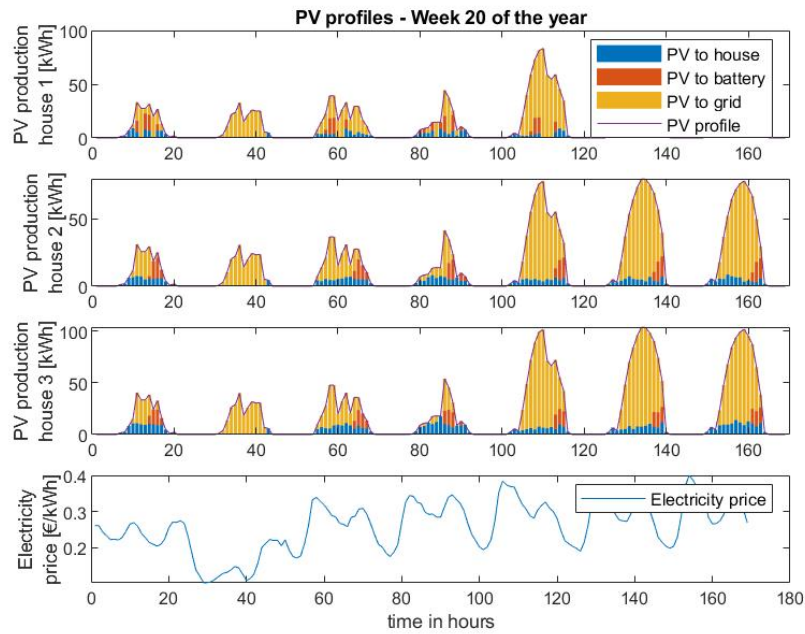 PV profiles - Week 20 of the year
PV production
house 1 [kWh]
100
50
0
0 20 40 60 80 100 120 140 160
PV to house
PV to battery
PV to grid
PV profile
PV production
house 2 [kWh]
50
0
0 20 40 60 80 100 120 140 160
PV production
house 3 [kWh]
100
50
0
0 20 40 60 80 100 120 140 160
Electricity
price [€/kWh]
0.4
0.3
0.2
0 20 40 60 80 100 120 140 160 180
Electricity price
time in hours